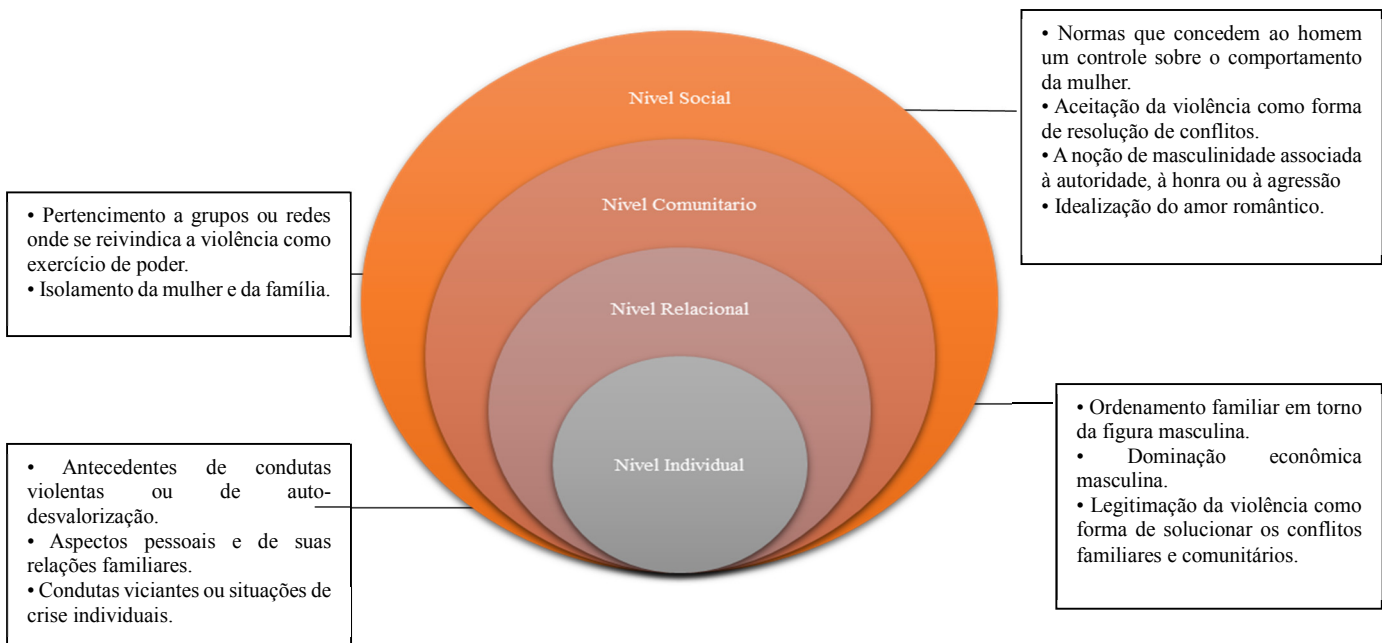 Nivel Social
Nivel Comunitario
Nivel Relacional
Nivel Individual
• Normas que concedem ao homem
um controle sobre o comportamento
da mulher.
• Aceitação da violência como forma
de resolução de conflitos.
• A noção de masculinidade associada
à autoridade, à honra ou à agressão
• Idealização do amor romântico.
• Pertencimento a grupos ou redes
onde se reivindica a violência como
exercício de poder.
• Isolamento da mulher e da família.
• Ordenamento familiar em torno
da figura masculina.
• Dominação econômica
masculina.
• Legitimação da violência como
forma de solucionar os conflitos
familiares e comunitários.
• Antecedentes de condutas
violentas ou de auto-
desvalorização.
• Aspectos pessoais e de suas
relações familiares.
• Condutas viciantes ou situações de
crise individuais.